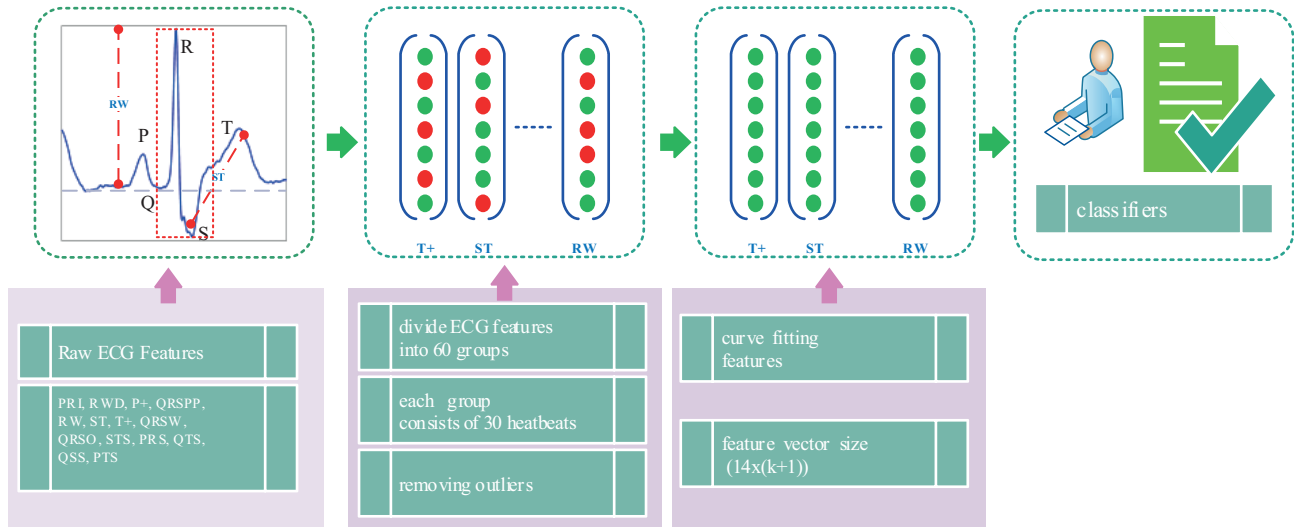 R
RW
P
T
ST
Q
S
T+ ST RW
T+ ST RW
classifiers
Raw ECG Features
PRI, RWD, P+, QRSPP,
RW, ST, T+, QRSW,
QRSO, STS, PRS, QTS,
QSS, PTS
divide ECG features
into 60 groups
each group
consists of 30 heatbeats
removing outliers
curve fitting
features
feature vector size
(14x(k+1))